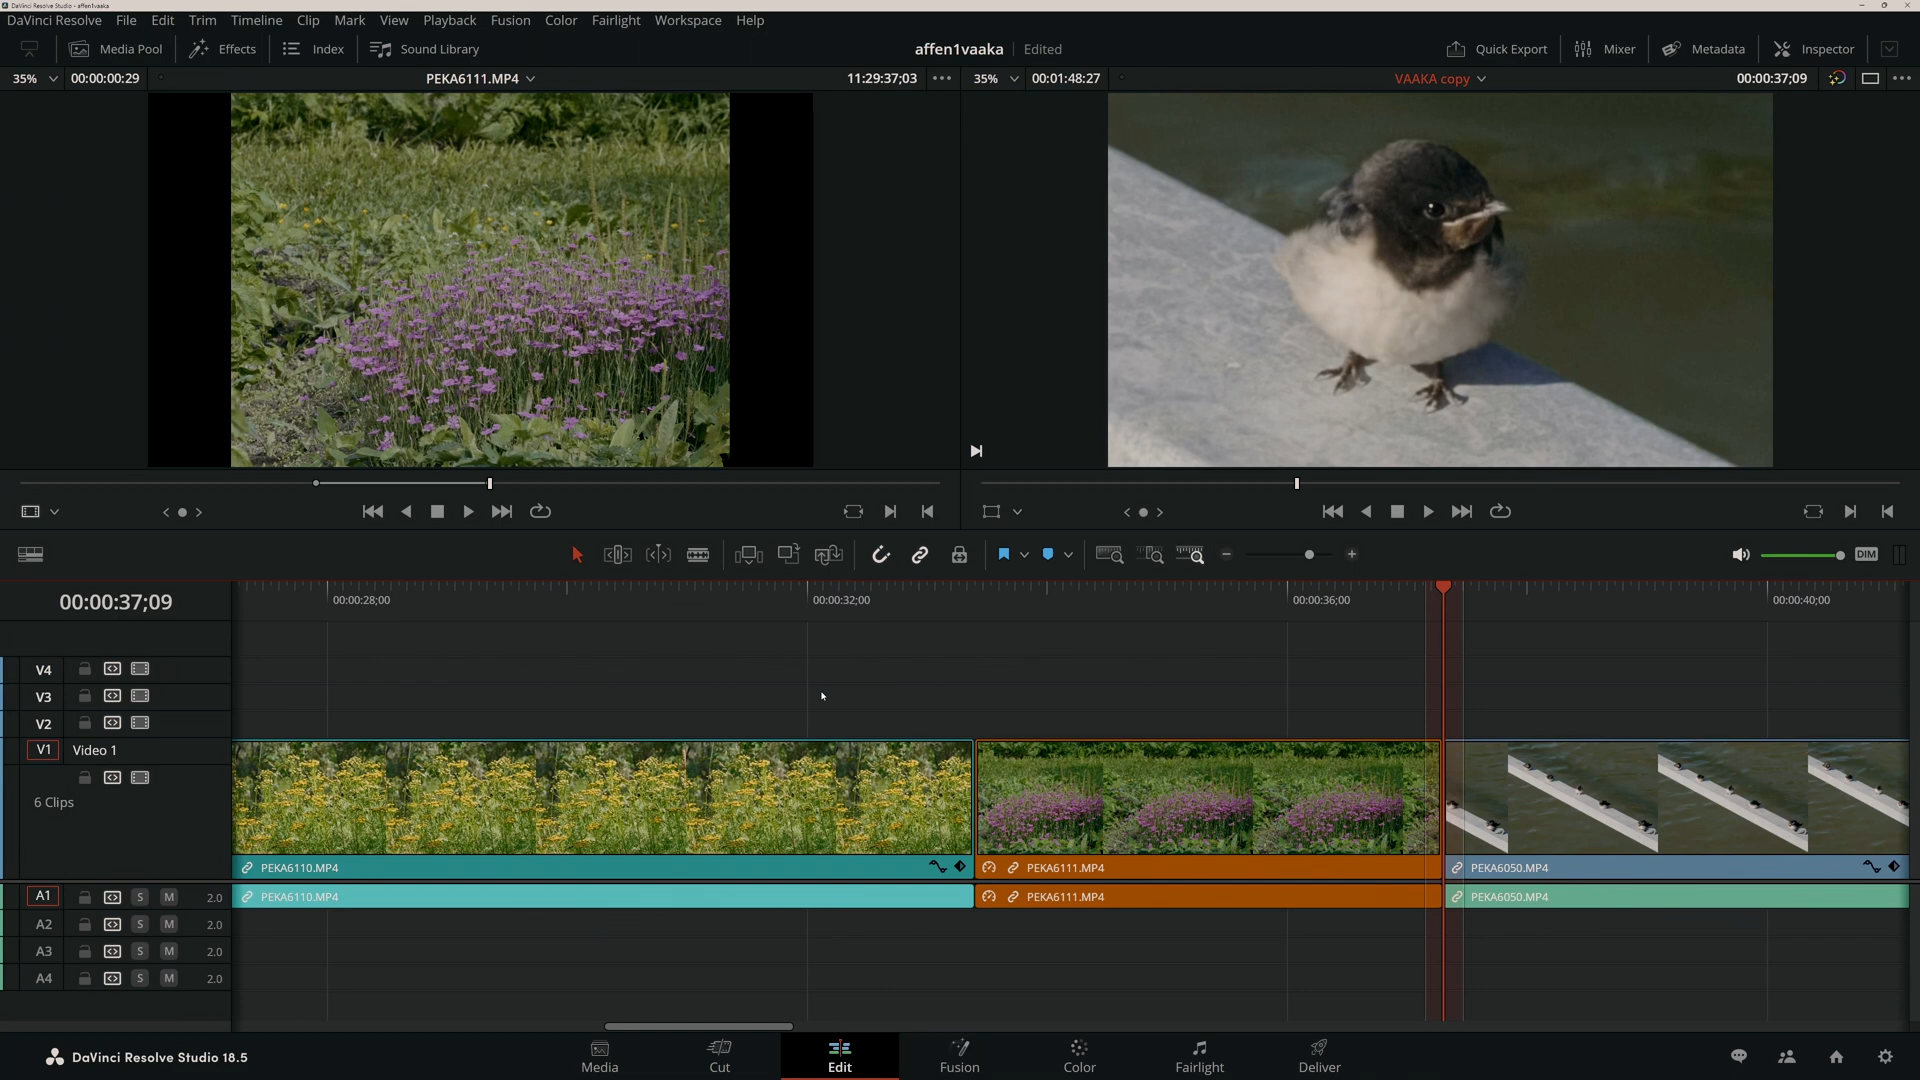 DaVinci Resolve Studio - affen1vaaka
DaVinci Resolve File Edit Trim Timeline Clip Mark View Playback Fusion Color Fairlight Workspace Help
Media Pool Effects Index Sound Library affen1vaaka Edited Quick Export Mixer Metadata Inspector
35% 00:00:00:29 PEKA6111.MP4 11:29:37;03 35% 00:01:48:27 VAAKA copy 00:00:37;09
DIM
00:00:37;09 00:00:28;00 00:00:32;00 00:00:36;00 00:00:40;00
V4
V3
V2
V1 Video 1
6 Clips
PEKA6110.MP4 PEKA6111.MP4 PEKA6050.MP4
A1 S M 2.0 PEKA6110.MP4 PEKA6111.MP4 PEKA6050.MP4
A2 S M 2.0
A3 S M 2.0
A4 S M 2.0
DaVinci Resolve Studio 18.5 Media Cut Edit Fusion Color Fairlight Deliver